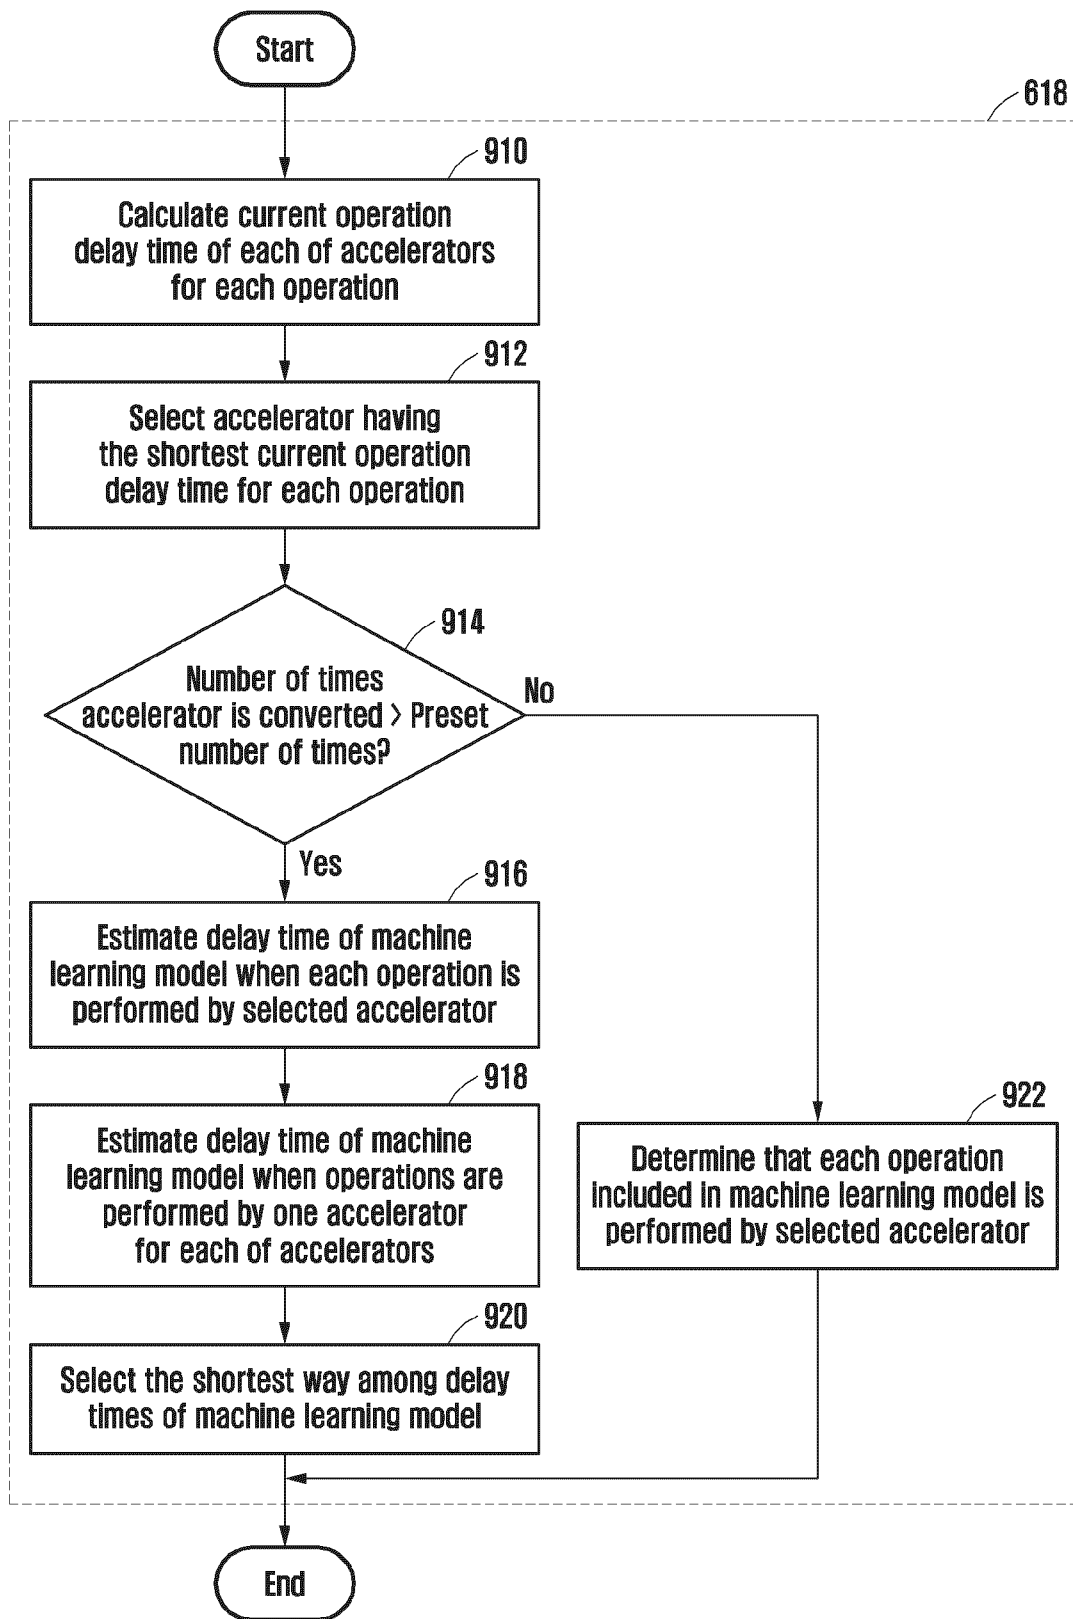 Start
618
910
Calculate current operation
delay time of each of accelerators
for each operation
912
Select accelerator having
the shortest current operation
delay time for each operation
914
Number of times
accelerator is converted > Preset
number of times?
No
Yes
916
Estimate delay time of machine
learning model when each operation is
performed by selected accelerator
918
Estimate delay time of machine
learning model when operations are
performed by one accelerator
for each of accelerators
922
Determine that each operation
included in machine learning model is
performed by selected accelerator
920
Select the shortest way among delay
times of machine learning model
End